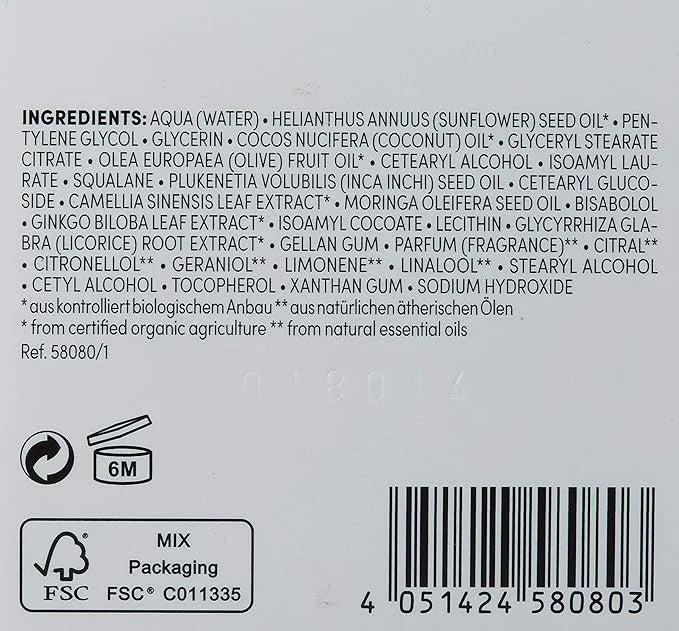 INGREDIENTS: AQUA (WATER) • HELIANTHUS ANNUUS (SUNFLOWER) SEED OIL* • PEN-
TYLENE GLYCOL • GLYCERIN • COCOS NUCIFERA (COCONUT) OIL* • GLYCERYL STEARATE
CITRATE • OLEA EUROPAEA (OLIVE) FRUIT OIL* • CETEARYL ALCOHOL • ISOAMYL LAU-
RATE • SQUALANE • PLUKENETIA VOLUBILIS (INCA INCHI) SEED OIL • CETEARYL GLUCO-
SIDE • CAMELLIA SINENSIS LEAF EXTRACT* • MORINGA OLEIFERA SEED OIL • BISABOLOL
• GINKGO BILOBA LEAF EXTRACT* • ISOAMYL COCOATE • LECITHIN • GLYCYRRHIZA GLA-
BRA (LICORICE) ROOT EXTRACT* • GELLAN GUM • PARFUM (FRAGRANCE)** • CITRAL**
• CITRONELLOL** • GERANIOL** • LIMONENE** • LINALOOL** • STEARYL ALCOHOL
• CETYL ALCOHOL • TOCOPHEROL • XANTHAN GUM • SODIUM HYDROXIDE
* aus kontrolliert biologischem Anbau ** aus natürlichen ätherischen Ölen
* from certified organic agriculture ** from natural essential oils
Ref. 58080/1
018014
6M
MIX
Packaging
FSC FSC® C011335
4 051424 580803